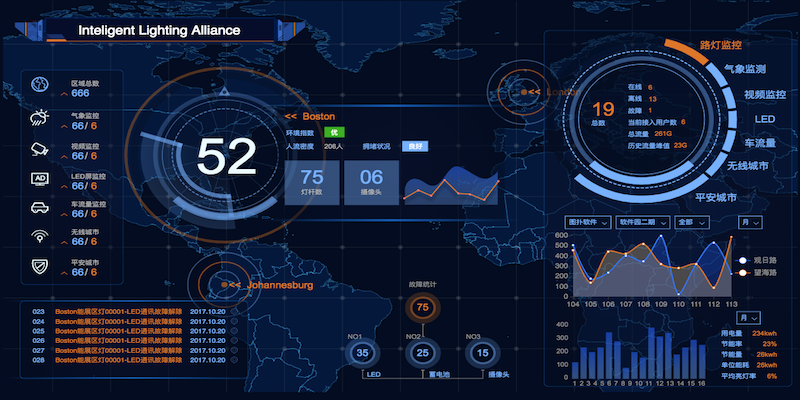 Inteligent Lighting Alliance
区域总数
666
气象监控
66/ 6
视频监控
66/ 6
LED屏监控
66/ 6
AD
车流量监控
66/ 6
无线城市
66/ 6
平安城市
66/ 6
52
<< Boston
环境指数 优
人流密度 206人 拥堵状况 良好
75
灯杆数
06
摄像头
<< London
<< Johannesburg
路灯监控
气象监测
视频监控
LED
车流量
无线城市
平安城市
19
总数
在线 6
离线 13
故障 1
当前接入用户数 6
总流量 261G
历史流量峰值 23G
图扑软件 软件园二期 全部 月
600
500
400
300
200
100
0
104 105 106 107 108 109 110 111 112 113
观日路
望海路
023 Boston能展区灯00001-LED通讯故障解除 2017.10.20
024 Boston能展区灯00001-LED通讯故障解除 2017.10.20
025 Boston能展区灯00001-LED通讯故障解除 2017.10.20
026 Boston能展区灯00001-LED通讯故障解除 2017.10.20
027 Boston能展区灯00001-LED通讯故障解除 2017.10.20
028 Boston能展区灯00001-LED通讯故障解除 2017.10.20
故障统计
75
NO1 NO2 NO3
35 25 15
LED 蓄电池 摄像头
月
400
300
200
100
0
1 2 3 4 5 6 7 8 9 10 11 12 13 14 15 16
用电量 234kwh
节能率 23%
节能量 25kwh
单位能耗 26kwh
平均亮灯率 6%